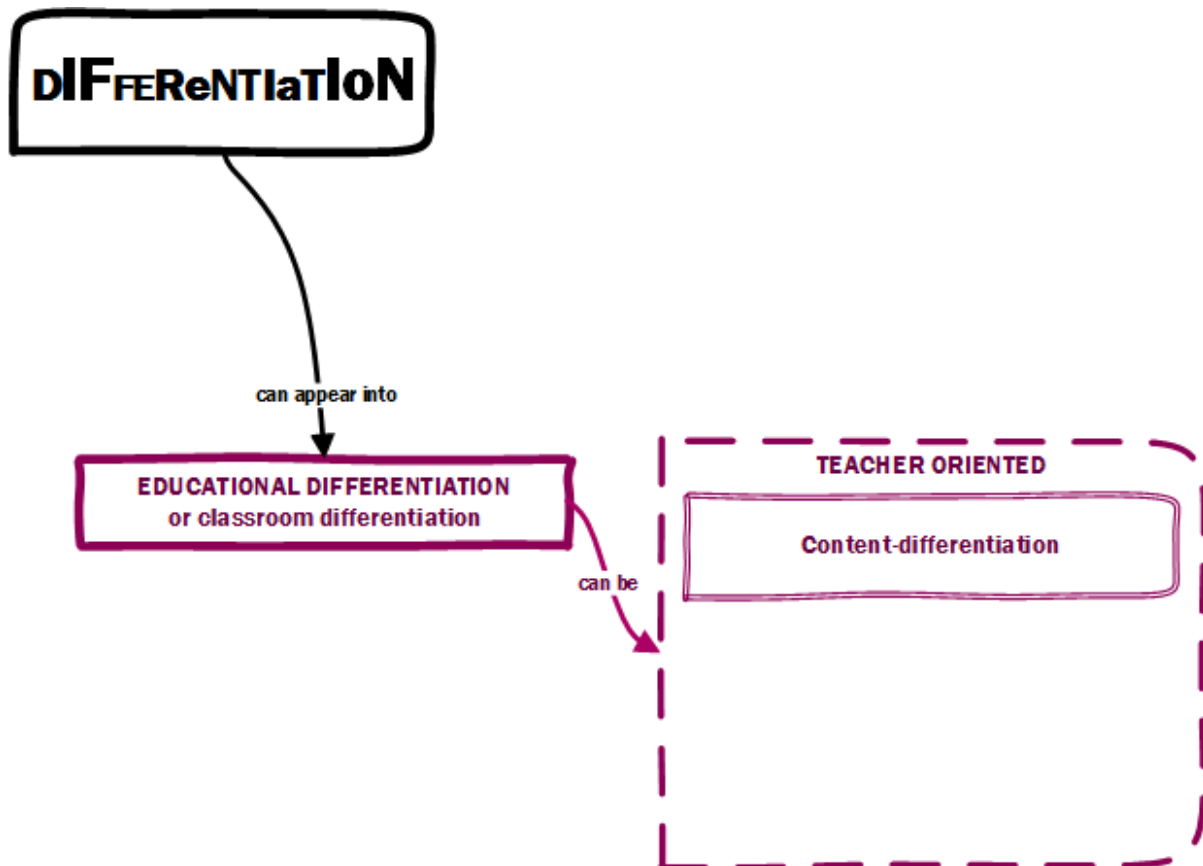 DIFFEReNTIaTIoN
can appear into
EDUCATIONAL DIFFERENTIATION
or classroom differentiation
can be
TEACHER ORIENTED
Content-differentiation